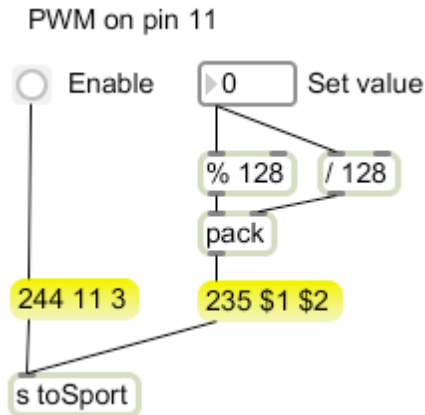 PWM on pin 11
Enable
0
Set value
% 128
/ 128
pack
244 11 3
235 $1 $2
s toSport